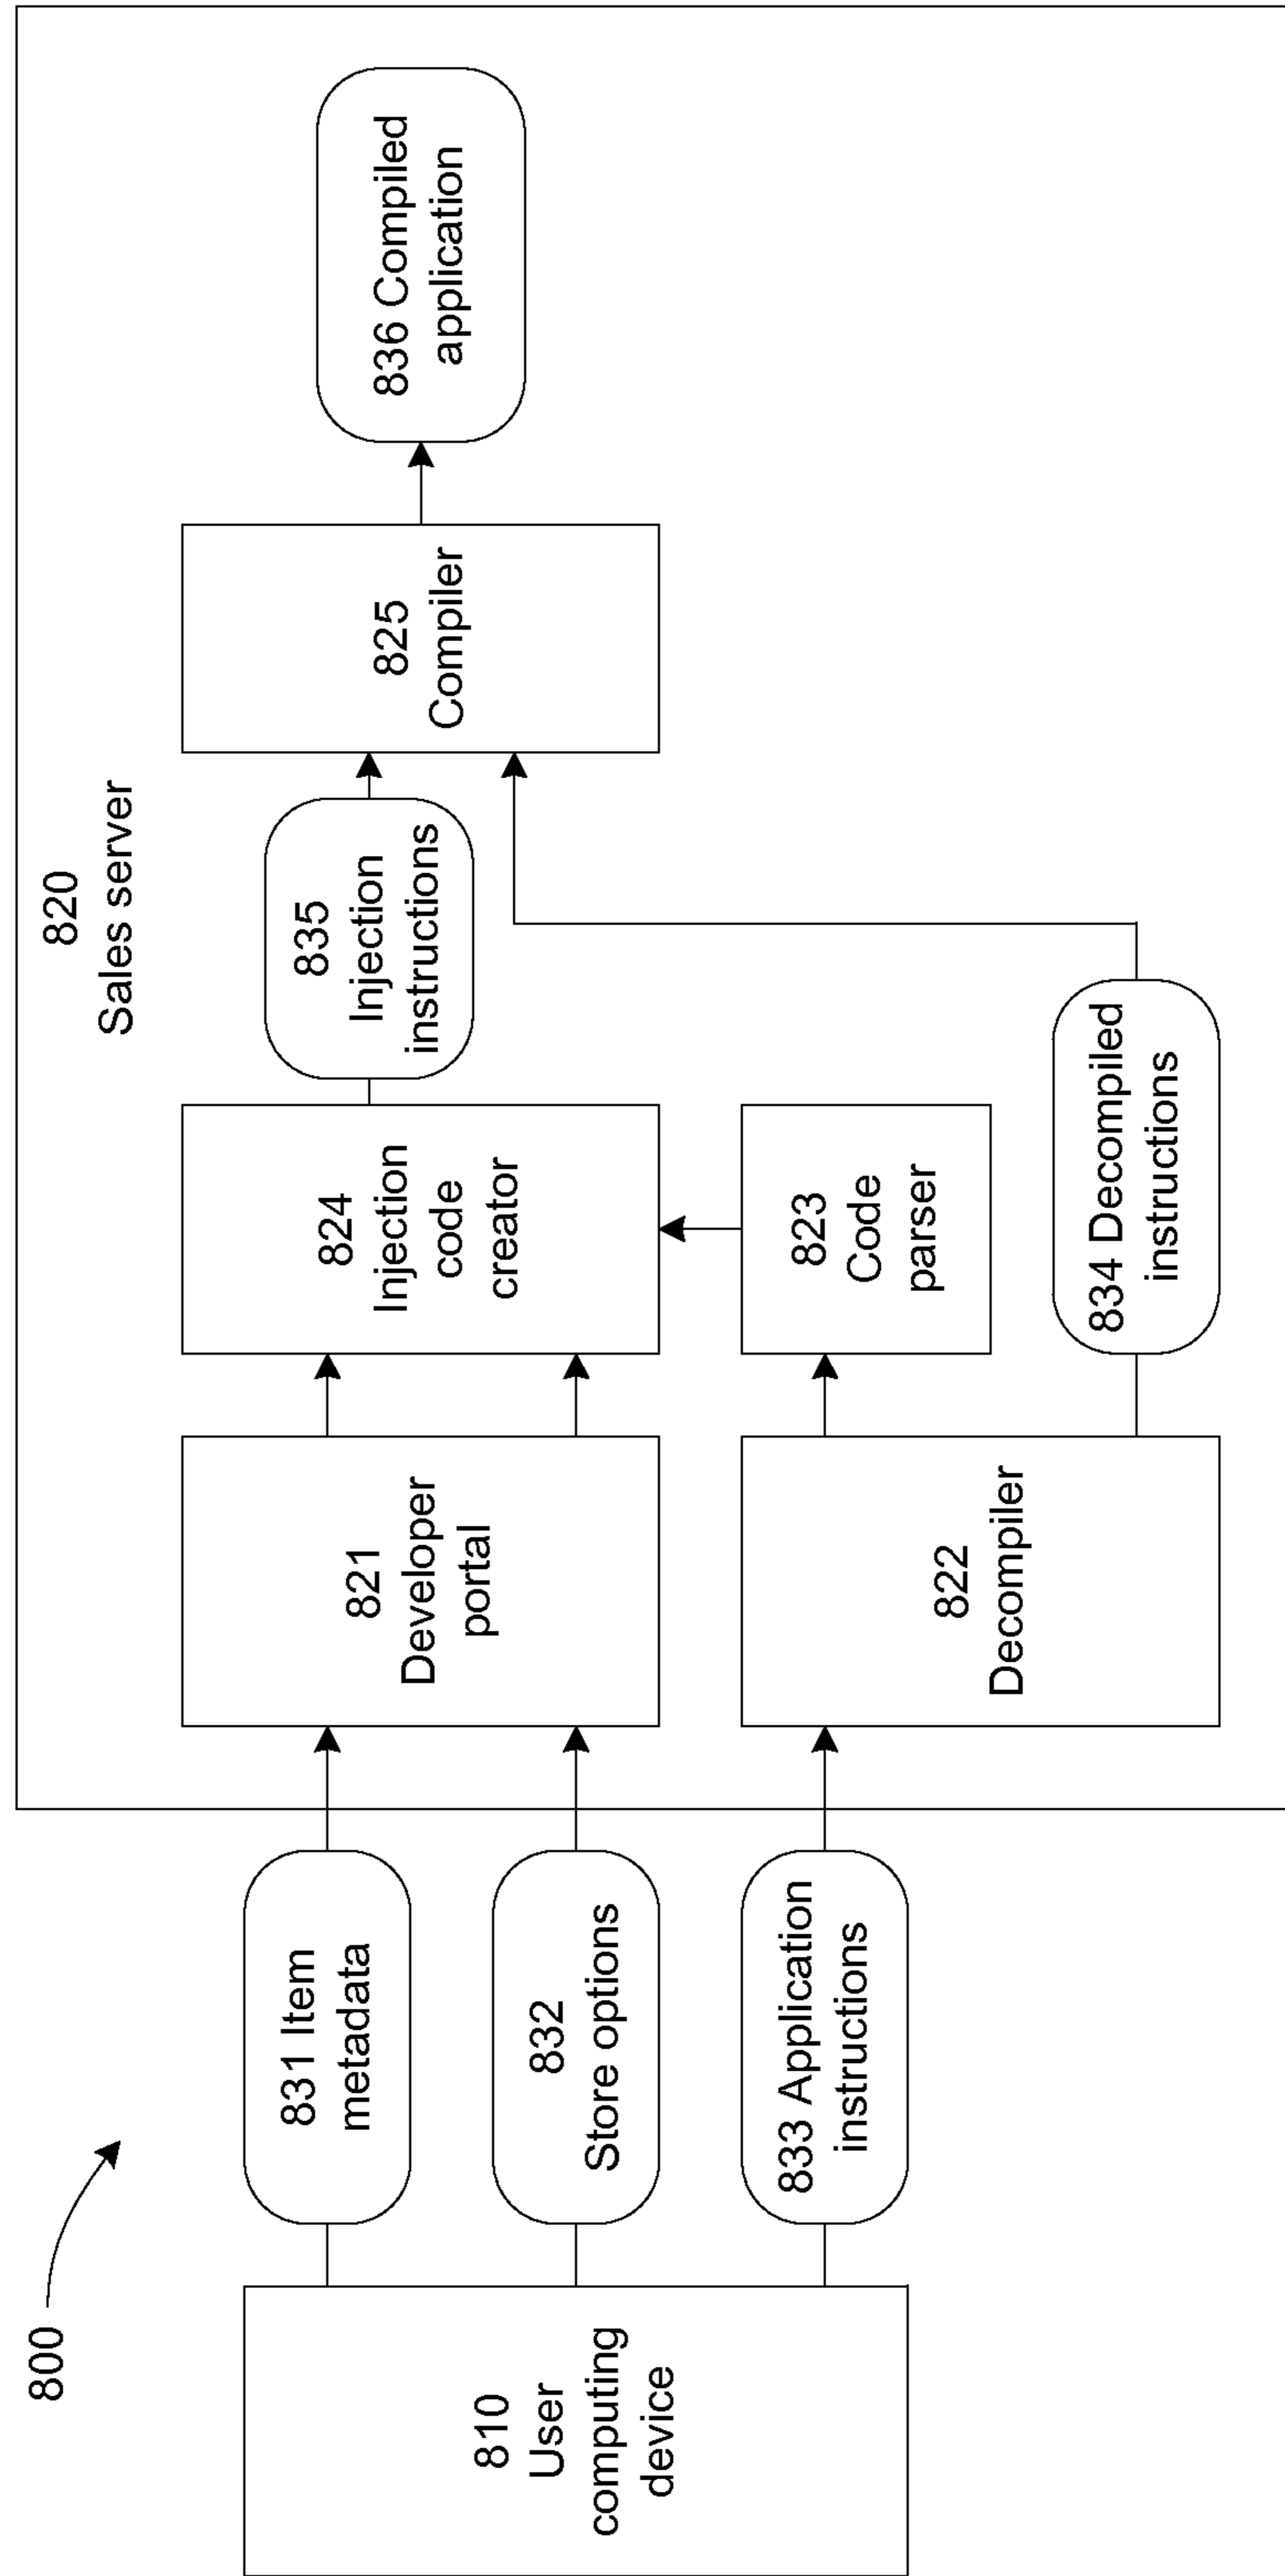 800
820
Sales server
810
User
computing
device
831 Item
metadata
832
Store options
833 Application
instructions
821
Developer
portal
822
Decompiler
824
Injection
code
creator
823
Code
parser
834 Decompiled
instructions
835
Injection
instructions
825
Compiler
836 Compiled
application